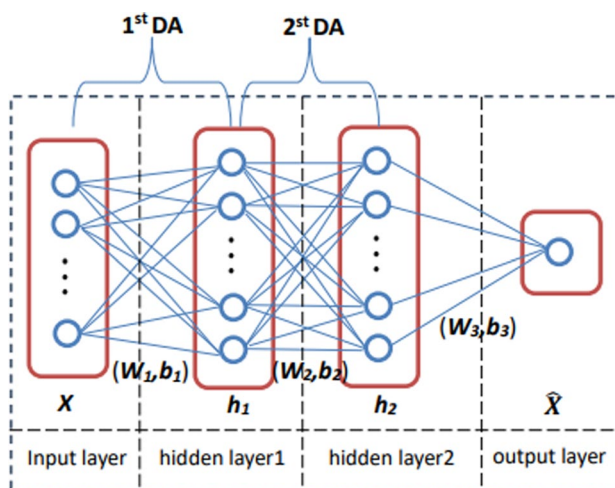 1st DA 2st DA
(W1,b1) (W2,b2) (W3,b3)
X h1 h2 X̂
Input layer hidden layer1 hidden layer2 output layer